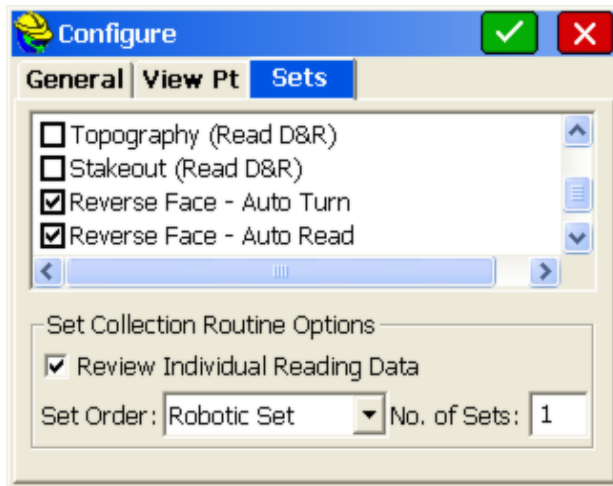 Configure
General View Pt Sets
Topography (Read D&R)
Stakeout (Read D&R)
Reverse Face - Auto Turn
Reverse Face - Auto Read
Set Collection Routine Options
Review Individual Reading Data
Set Order: Robotic Set No. of Sets: 1